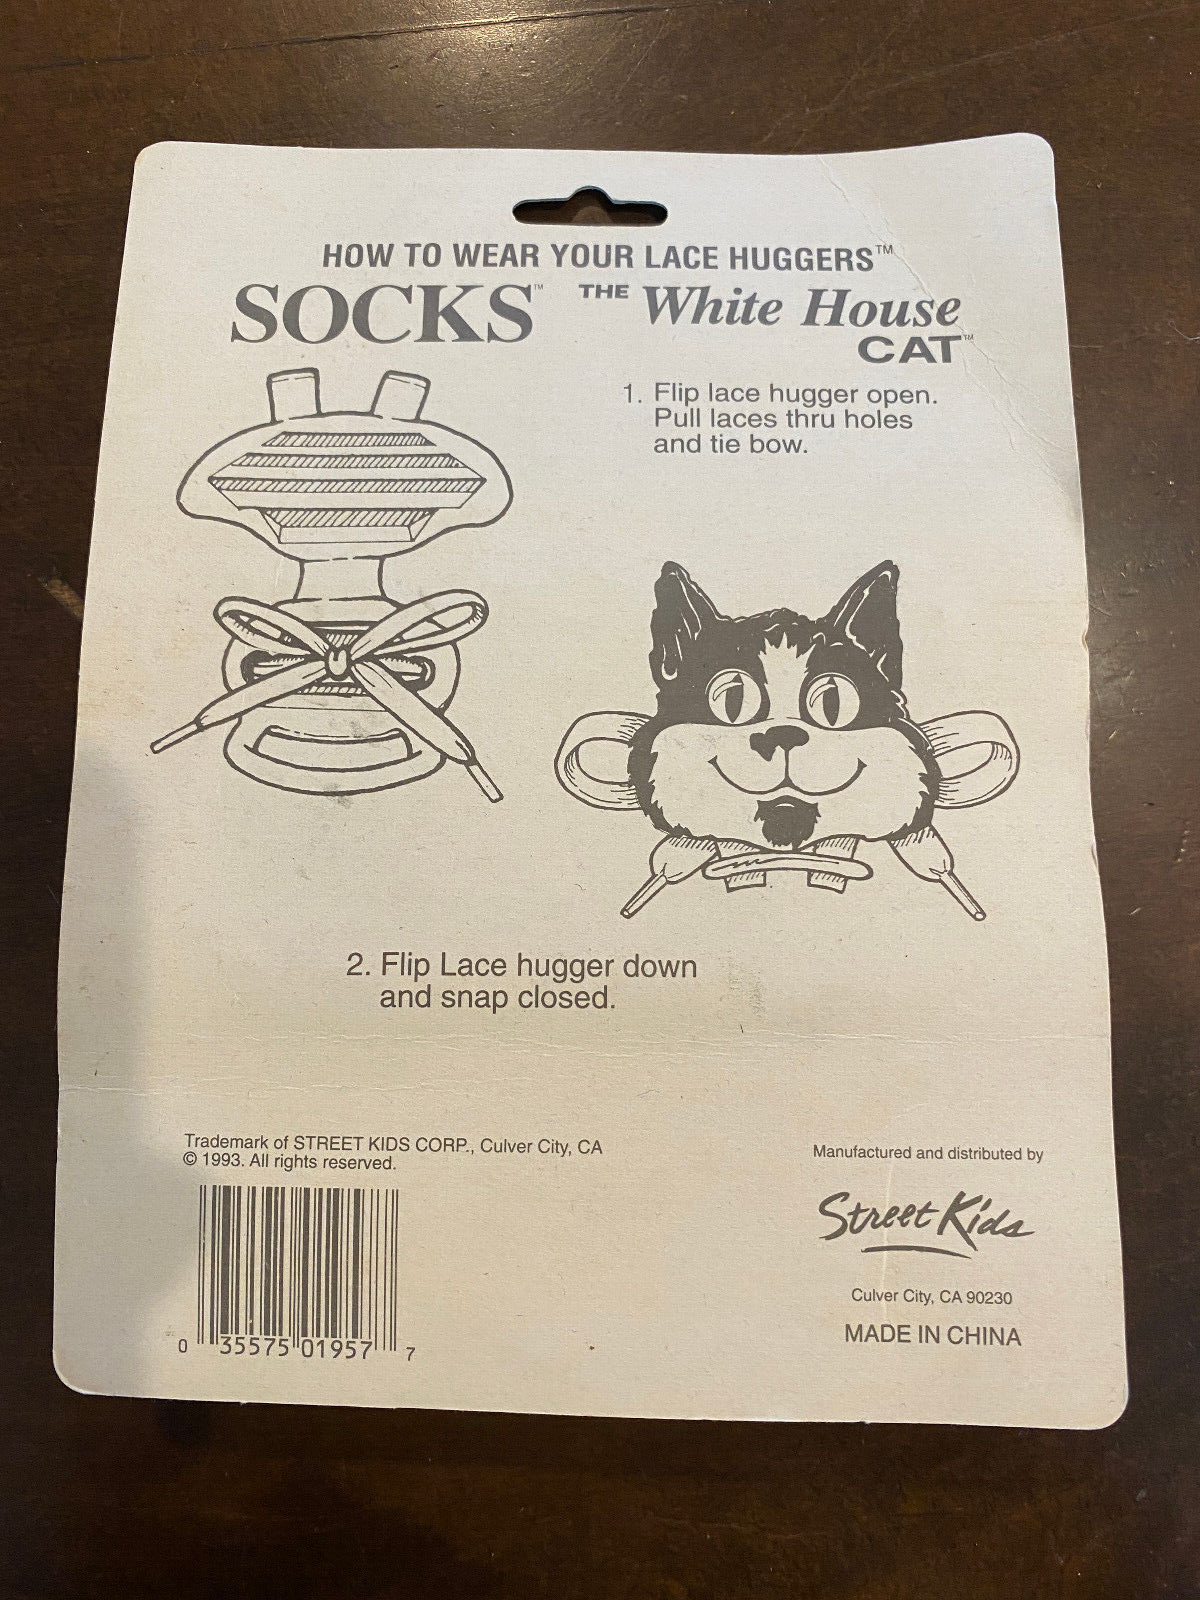 HOW TO WEAR YOUR LACE HUGGERS™
SOCKS™ THE White House
CAT™
1. Flip lace hugger open.
Pull laces thru holes
and tie bow.
2. Flip Lace hugger down
and snap closed.
Trademark of STREET KIDS CORP., Culver City, CA
© 1993. All rights reserved.
Manufactured and distributed by
Street Kids
Culver City, CA 90230
MADE IN CHINA
0 35575 01957 7